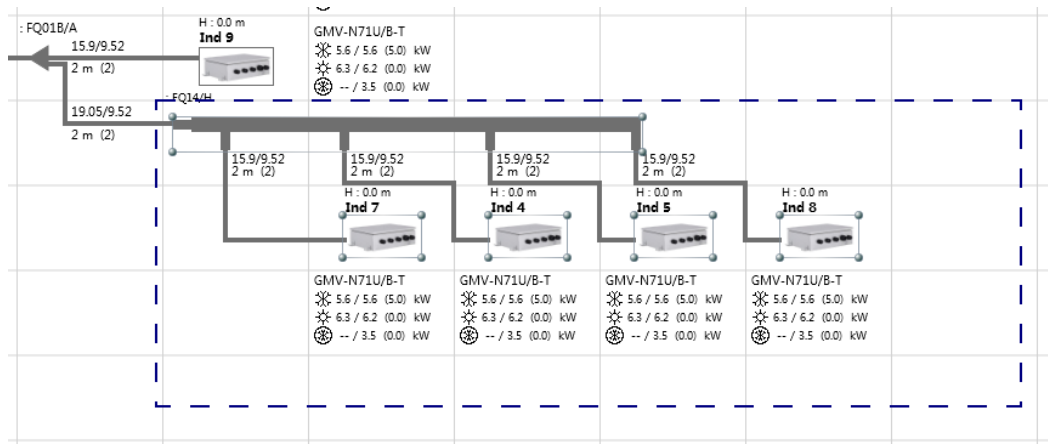 : FQ01B/A
15.9/9.52
2 m (2)
H : 0.0 m
Ind 9
GMV-N71U/B-T
5.6 / 5.6 (5.0) kW
6.3 / 6.2 (0.0) kW
-- / 3.5 (0.0) kW
19.05/9.52
2 m (2)
: FQ14/H
15.9/9.52
2 m (2)
15.9/9.52
2 m (2)
15.9/9.52
2 m (2)
15.9/9.52
2 m (2)
H : 0.0 m
Ind 7
H : 0.0 m
Ind 4
H : 0.0 m
Ind 5
H : 0.0 m
Ind 8
GMV-N71U/B-T
5.6 / 5.6 (5.0) kW
6.3 / 6.2 (0.0) kW
-- / 3.5 (0.0) kW
GMV-N71U/B-T
5.6 / 5.6 (5.0) kW
6.3 / 6.2 (0.0) kW
-- / 3.5 (0.0) kW
GMV-N71U/B-T
5.6 / 5.6 (5.0) kW
6.3 / 6.2 (0.0) kW
-- / 3.5 (0.0) kW
GMV-N71U/B-T
5.6 / 5.6 (5.0) kW
6.3 / 6.2 (0.0) kW
-- / 3.5 (0.0) kW